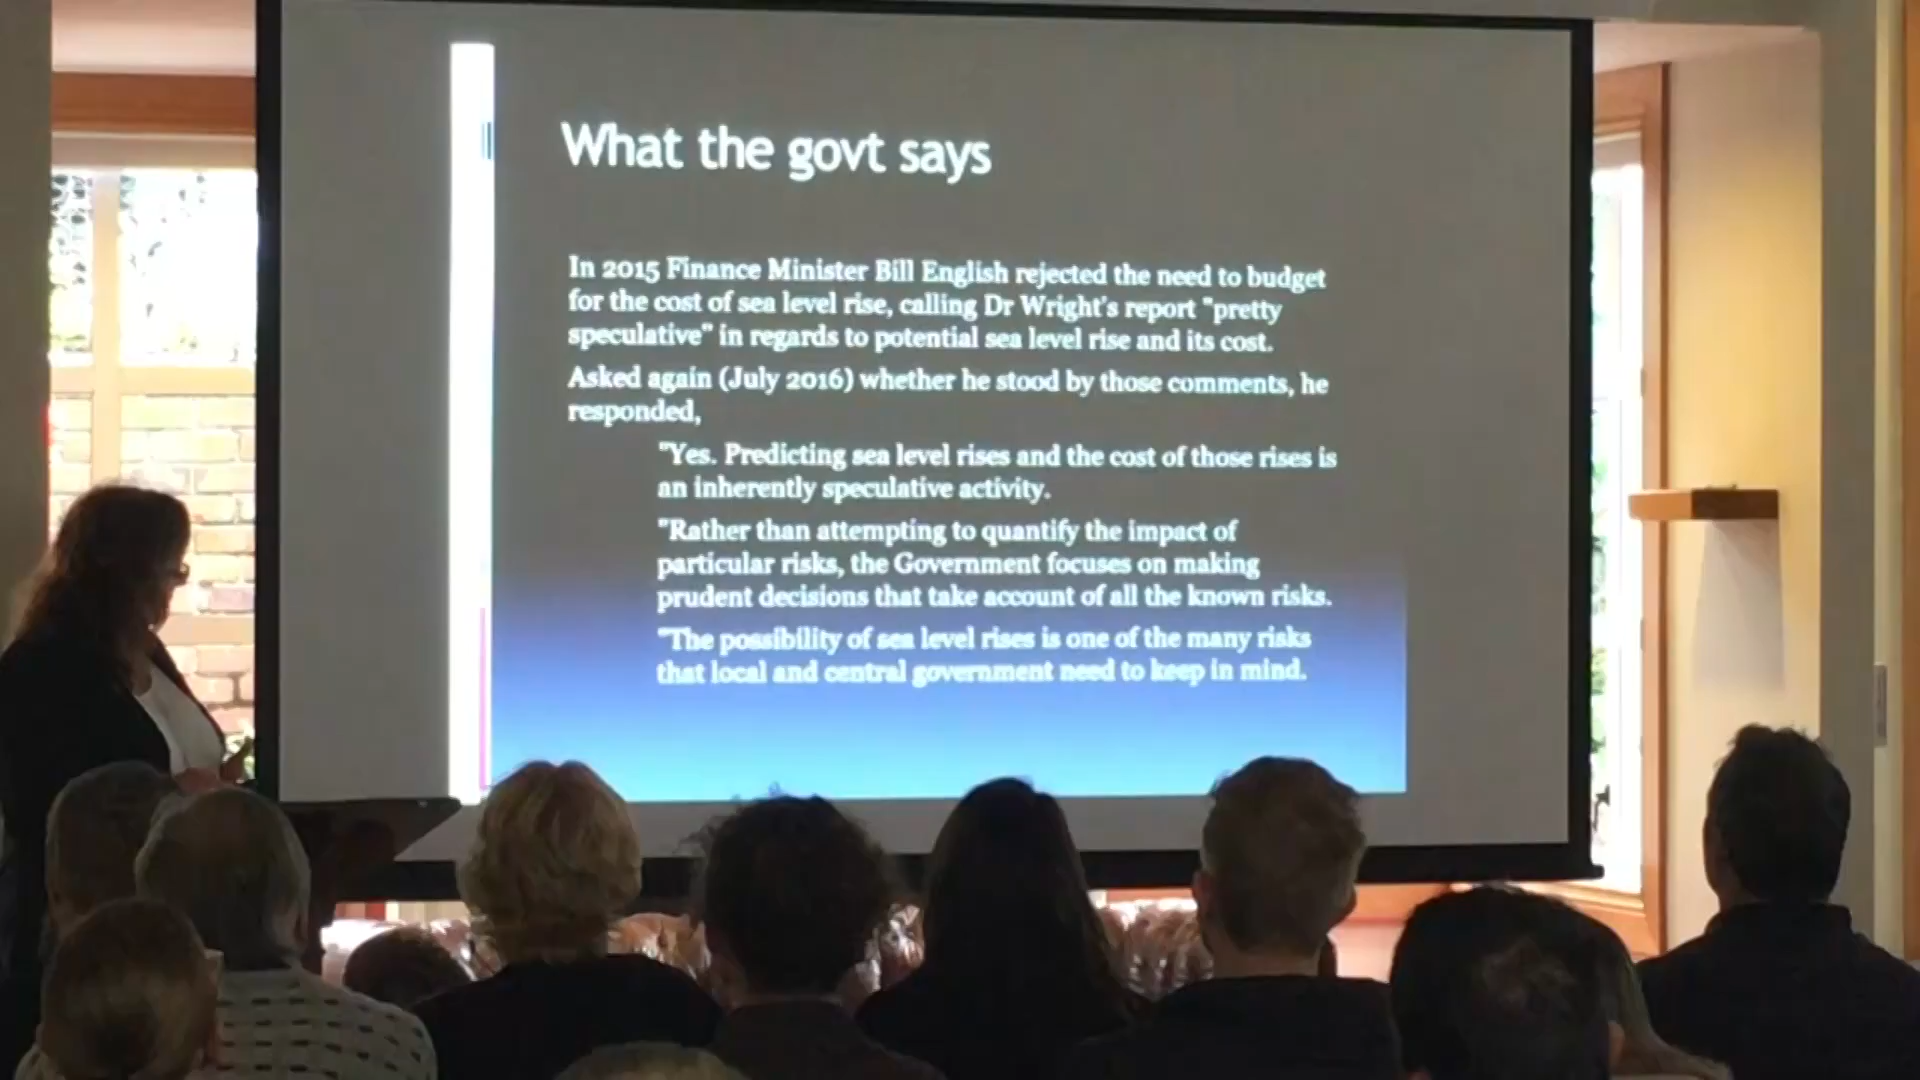 What the govt says
In 2015 Finance Minister Bill English rejected the need to budget
for the cost of sea level rise, calling Dr Wright's report "pretty
speculative" in regards to potential sea level rise and its cost.
Asked again (July 2016) whether he stood by those comments, he
responded,
"Yes. Predicting sea level rises and the cost of those rises is
an inherently speculative activity.
"Rather than attempting to quantify the impact of
particular risks, the Government focuses on making
prudent decisions that take account of all the known risks.
"The possibility of sea level rises is one of the many risks
that local and central government need to keep in mind.